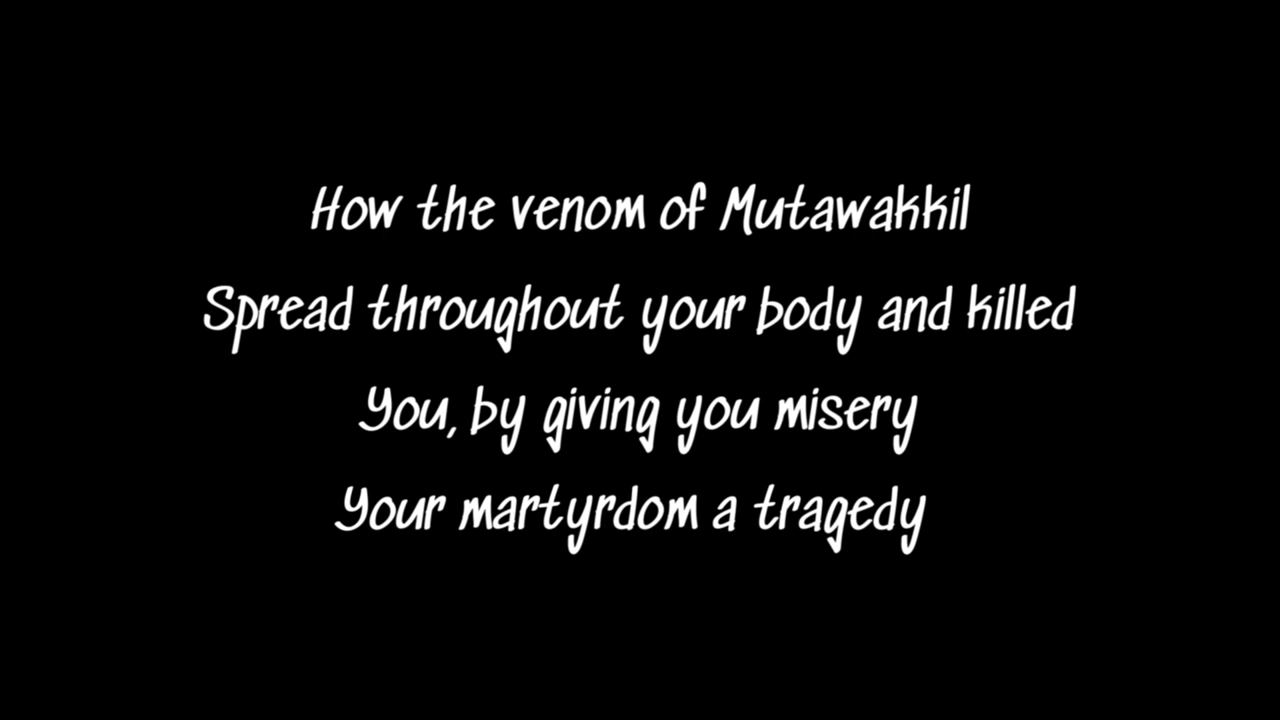 How the venom of Mutawakkil
Spread throughout your body and killed
You, by giving you misery
Your martyrdom a tragedy